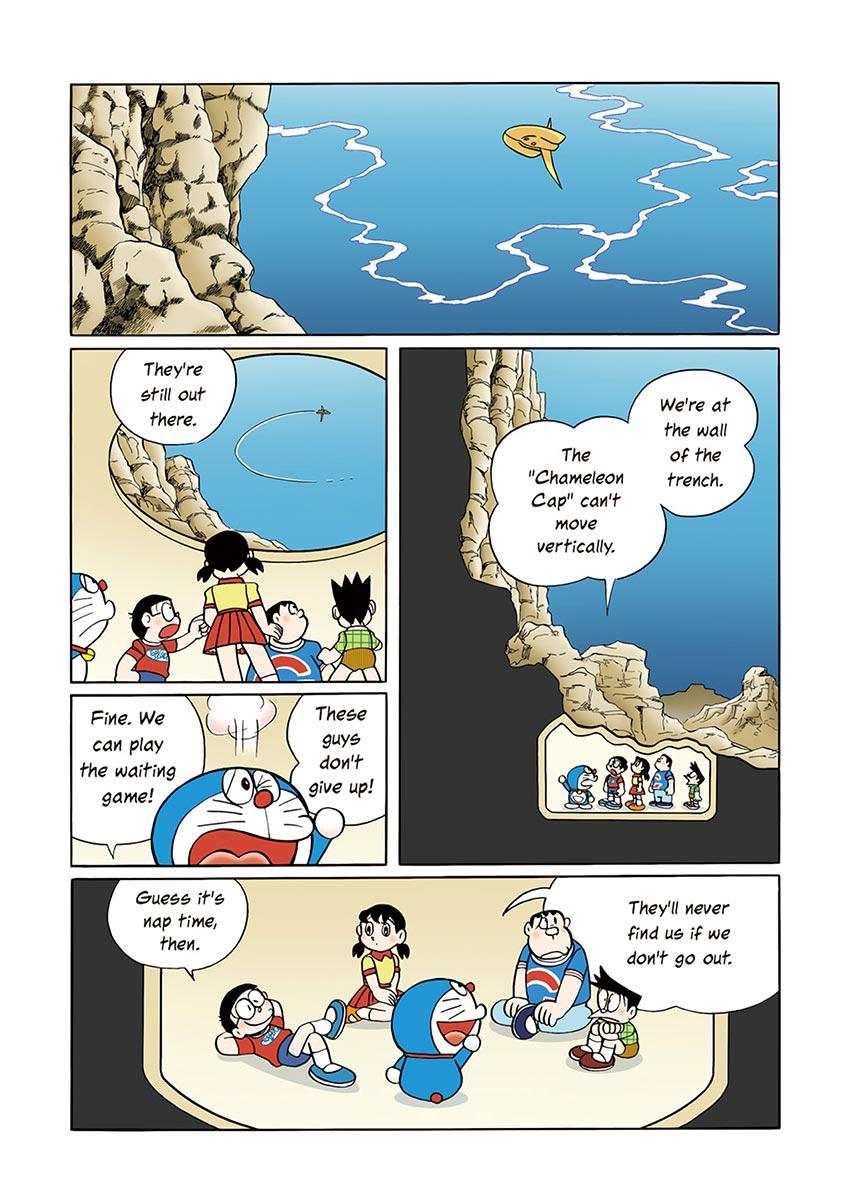 We're at
the wall
of the
trench.
The
"Chameleon
Cap" can't
move
vertically.
They're
still out
there.
These
guys
don't
give up!
Fine. We
can play
the waiting
game!
They'll never
find us if we
don't go out.
Guess it's
nap time,
then.